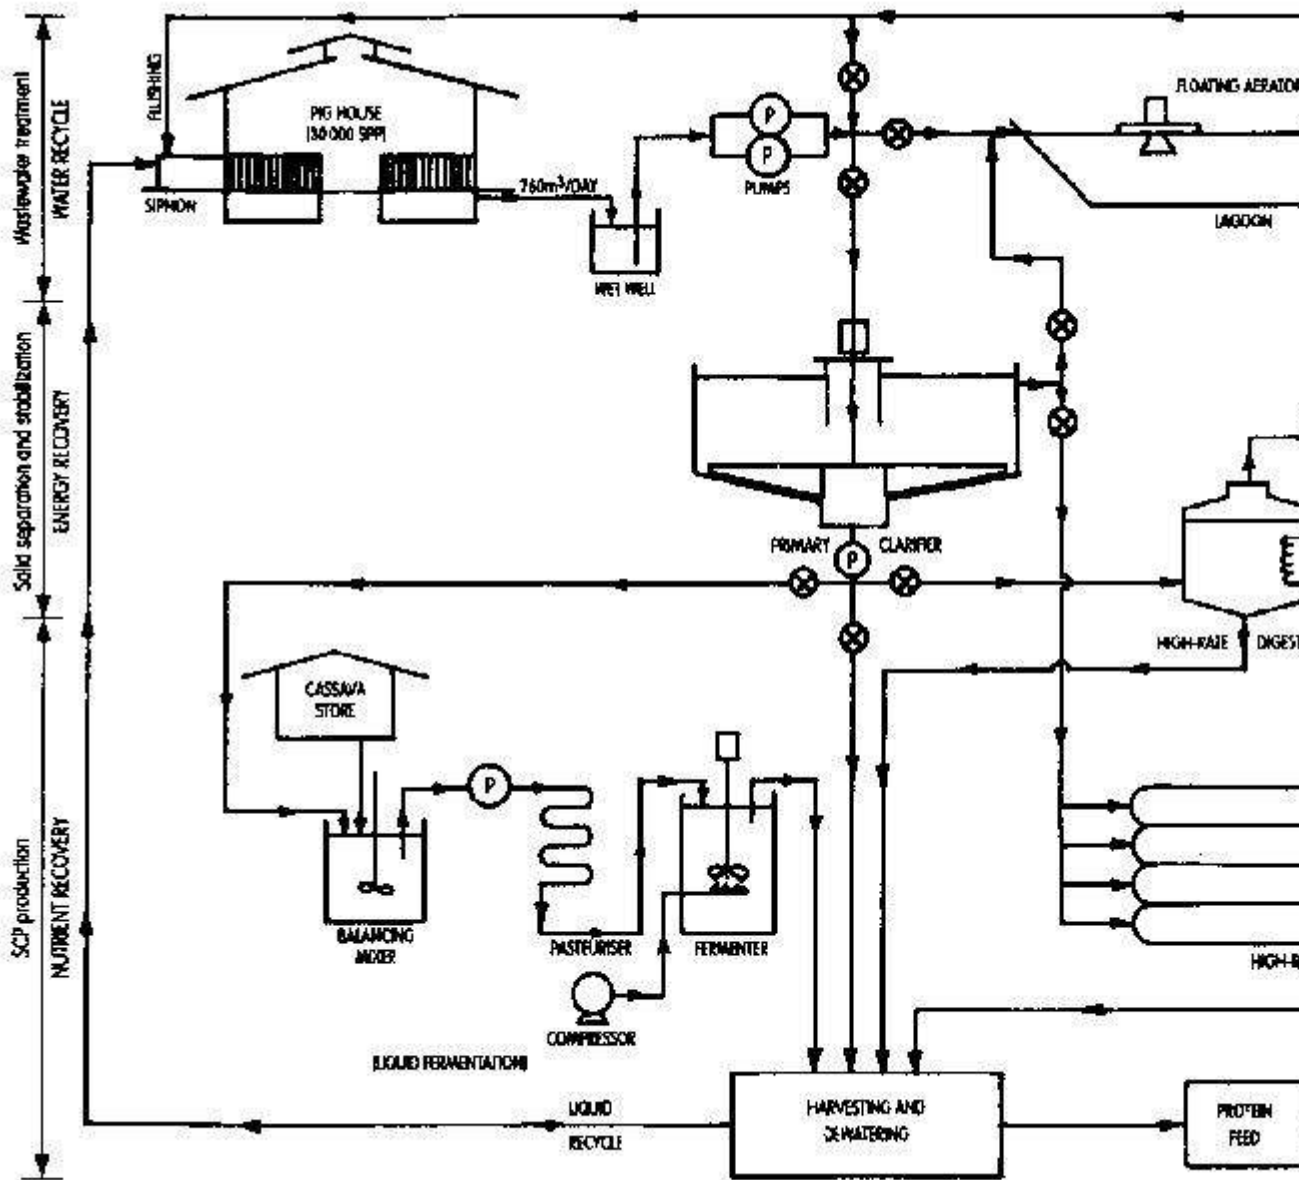 Wastewater treatment
WATER RECYCLE
Solid separation and stabilization
ENERGY RECOVERY
SCP production
NUTRIENT RECOVERY
FLUSHING
PIG HOUSE
(30 000 SPP)
SIPHON
760m³/DAY
WET WELL
P
P
PUMPS
FLOATING AERATOR
LAGOON
PRIMARY
P
CLARIFIER
HIGH-RATE
DIGEST
CASSAVA
STORE
P
BALANCING
MIXER
PASTEURISER
FERMENTER
COMPRESSOR
HIGH-R
(LIQUID FERMENTATION)
LIQUID
RECYCLE
HARVESTING AND
DEWATERING
PROTEIN
FEED